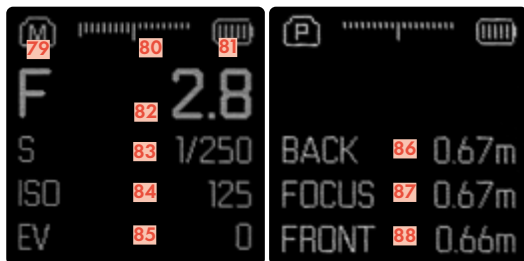 M
79 80 81
F 2.8
82
S 83 1/250
ISO 84 125
EV 85 0
P
BACK 86 0.67m
FOCUS 87 0.67m
FRONT 88 0.66m